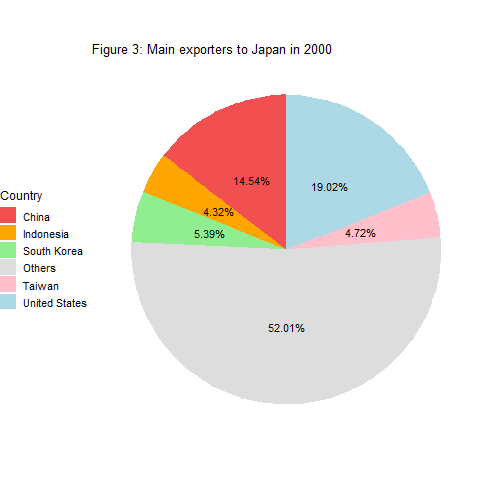 Figure 3: Main exporters to Japan in 2000
14.54%
19.02%
4.32%
4.72%
5.39%
52.01%
Country
China
Indonesia
South Korea
Others
Taiwan
United States